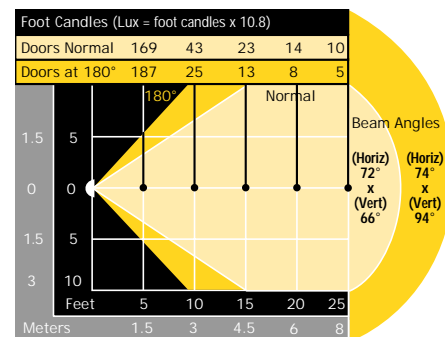 Foot Candles (Lux = foot candles x 10.8)
Doors Normal 169 43 23 14 10
Doors at 180° 187 25 13 8 5
180° Normal
Beam Angles
1.5 5
(Horiz) (Horiz)
72° 74°
0 0 x x
(Vert) (Vert)
66° 94°
1.5 5
3 10
Feet 5 10 15 20 25
Meters 1.5 3 4.5 6 8